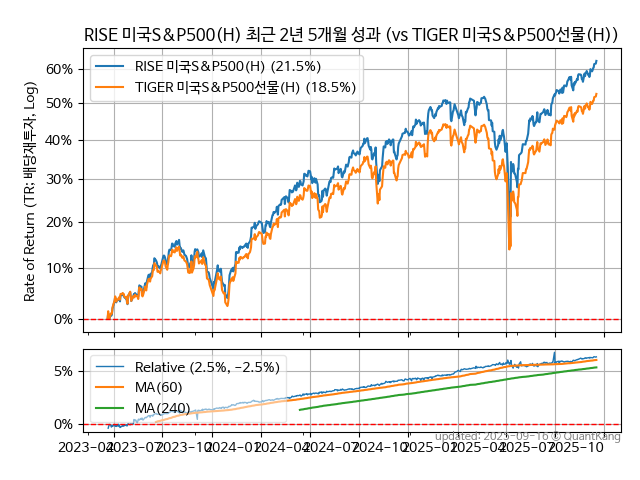 RISE 미국S&P500(H) 최근 2년 5개월 성과 (vs TIGER 미국S&P500선물(H))
Rate of Return (TR: 배당재투자, Log)
60%
50%
40%
30%
20%
10%
0%
RISE 미국S&P500(H) (21.5%)
TIGER 미국S&P500선물(H) (18.5%)
5%
0%
Relative (2.5%, −2.5%)
MA(60)
MA(240)
updated: 2025-09-16 © QuantKang
2023-04
2023-07
2023-10
2024-01
2024-04
2024-07
2024-10
2025-01
2025-04
2025-07
2025-10